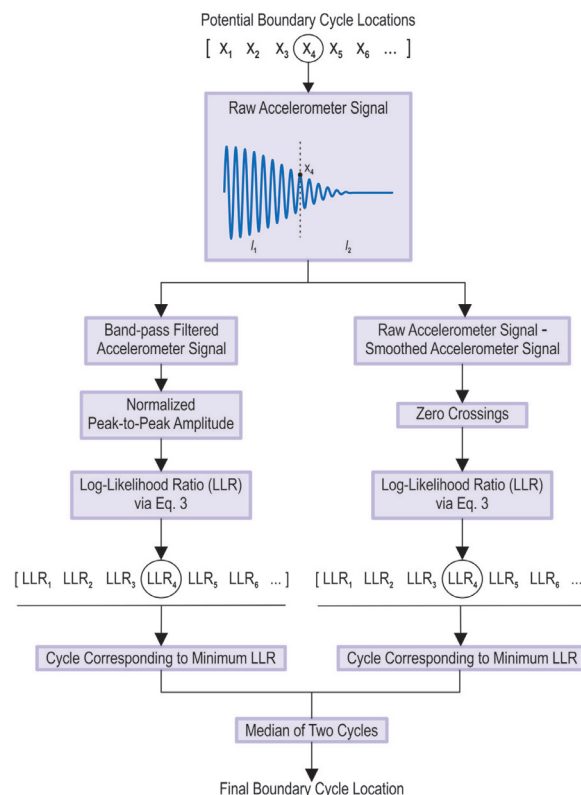 Potential Boundary Cycle Locations
[ X1 X2 X3 X4 X5 X6 ... ]
Raw Accelerometer Signal
X4
l1 l2
Band-pass Filtered
Accelerometer Signal
Raw Accelerometer Signal -
Smoothed Accelerometer Signal
Normalized
Peak-to-Peak Amplitude
Zero Crossings
Log-Likelihood Ratio (LLR)
via Eq. 3
Log-Likelihood Ratio (LLR)
via Eq. 3
[ LLR1 LLR2 LLR3 LLR4 LLR5 LLR6 ... ]
[ LLR1 LLR2 LLR3 LLR4 LLR5 LLR6 ...
Cycle Corresponding to Minimum LLR
Cycle Corresponding to Minimum LLR
Median of Two Cycles
Final Boundary Cycle Location